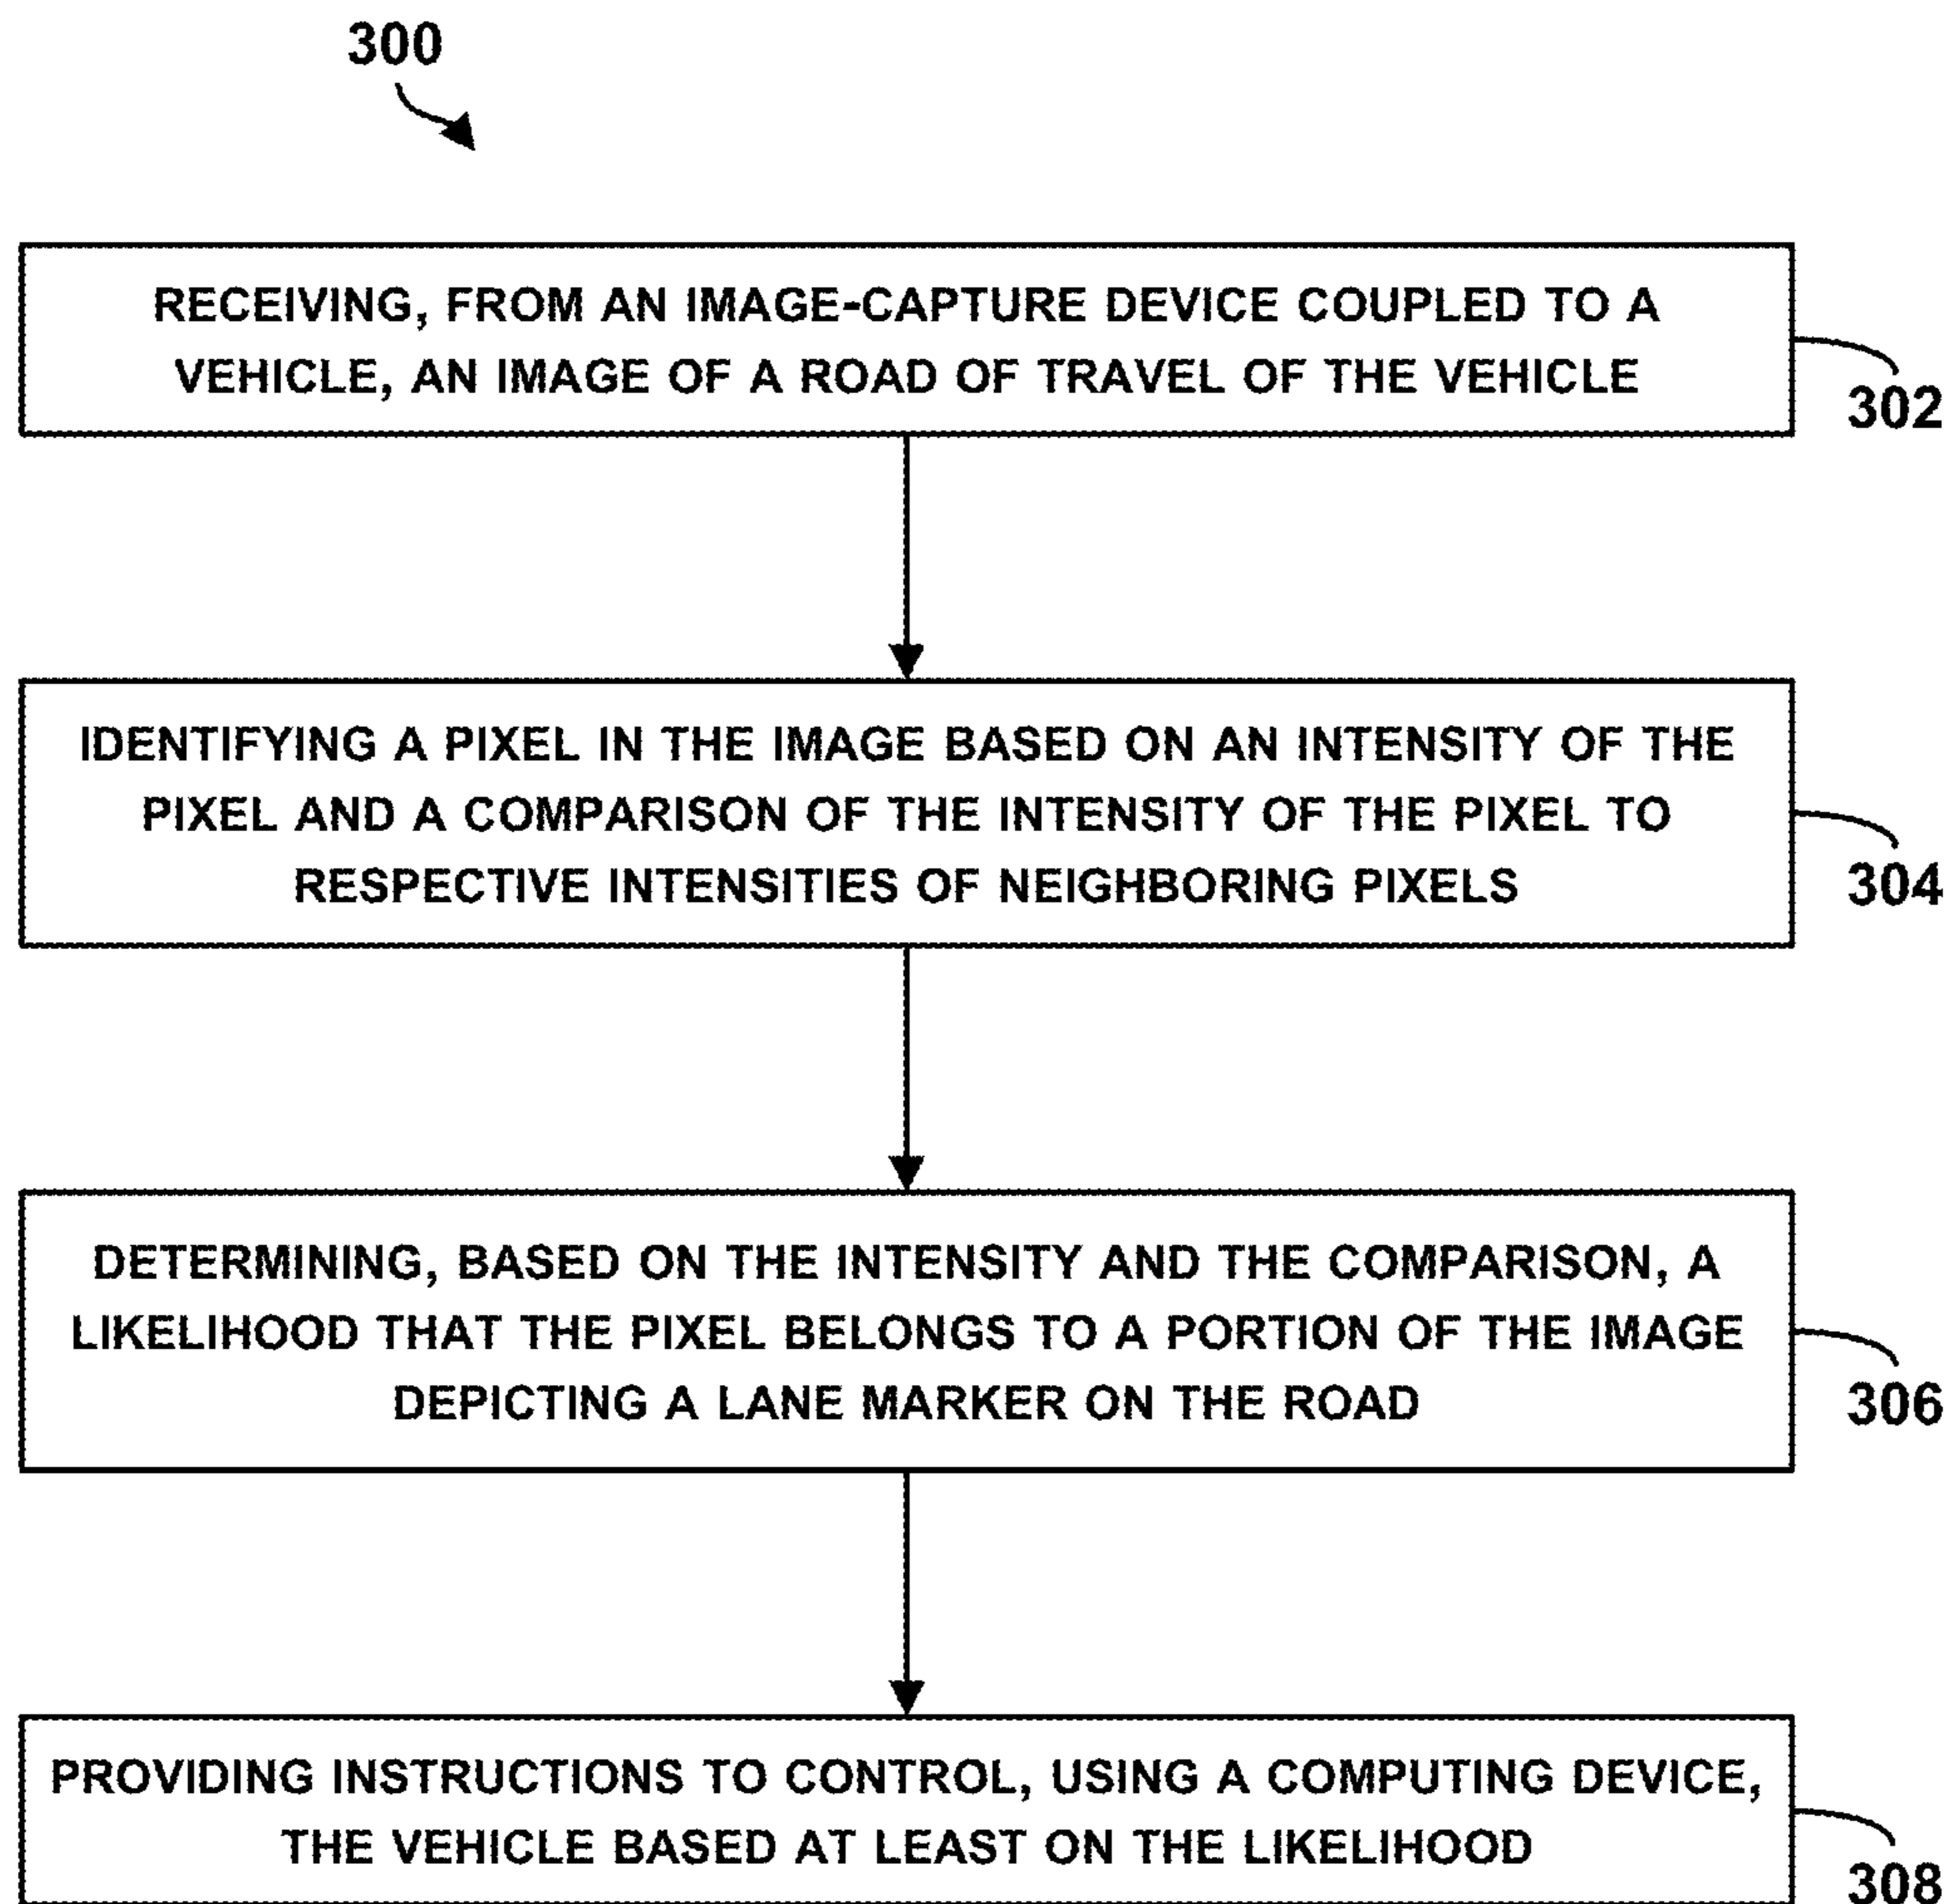 300
RECEIVING, FROM AN IMAGE-CAPTURE DEVICE COUPLED TO A
VEHICLE, AN IMAGE OF A ROAD OF TRAVEL OF THE VEHICLE
302
IDENTIFYING A PIXEL IN THE IMAGE BASED ON AN INTENSITY OF THE
PIXEL AND A COMPARISON OF THE INTENSITY OF THE PIXEL TO
RESPECTIVE INTENSITIES OF NEIGHBORING PIXELS
304
DETERMINING, BASED ON THE INTENSITY AND THE COMPARISON, A
LIKELIHOOD THAT THE PIXEL BELONGS TO A PORTION OF THE IMAGE
DEPICTING A LANE MARKER ON THE ROAD
306
PROVIDING INSTRUCTIONS TO CONTROL, USING A COMPUTING DEVICE,
THE VEHICLE BASED AT LEAST ON THE LIKELIHOOD
308